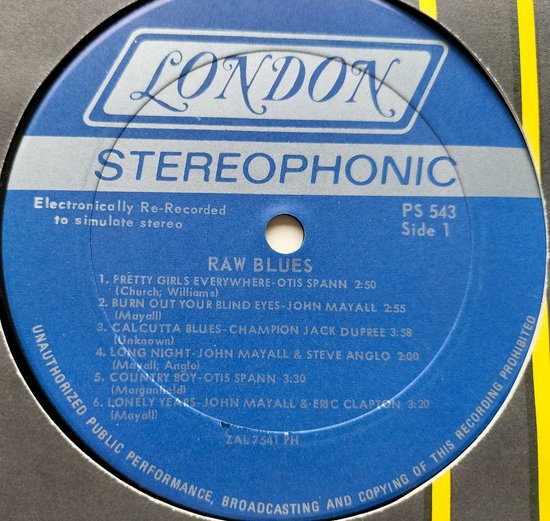 LONDON
STEREOPHONIC
Electronically Re-Recorded
to simulate stereo
PS 543
Side 1
RAW BLUES
1. PRETTY GIRLS EVERYWHERE-OTIS SPANN 2:50
(Church; Williams)
2. BURN OUT YOUR BLIND EYES-JOHN MAYALL 2:55
(Mayall)
3. CALCUTTA BLUES-CHAMPION JACK DUPREE 3:58
(Unknown)
4. LONG NIGHT-JOHN MAYALL & STEVE ANGLO 2:00
(Mayall; Anglo)
5. COUNTRY BOY-OTIS SPANN 3:30
(Morganfield)
6. LONELY YEARS-JOHN MAYALL & ERIC CLAPTON 3:20
(Mayall)
ZAL 7541 PH
UNAUTHORIZED PUBLIC PERFORMANCE, BROADCASTING AND COPYING OF THIS RECORDING PROHIBITED